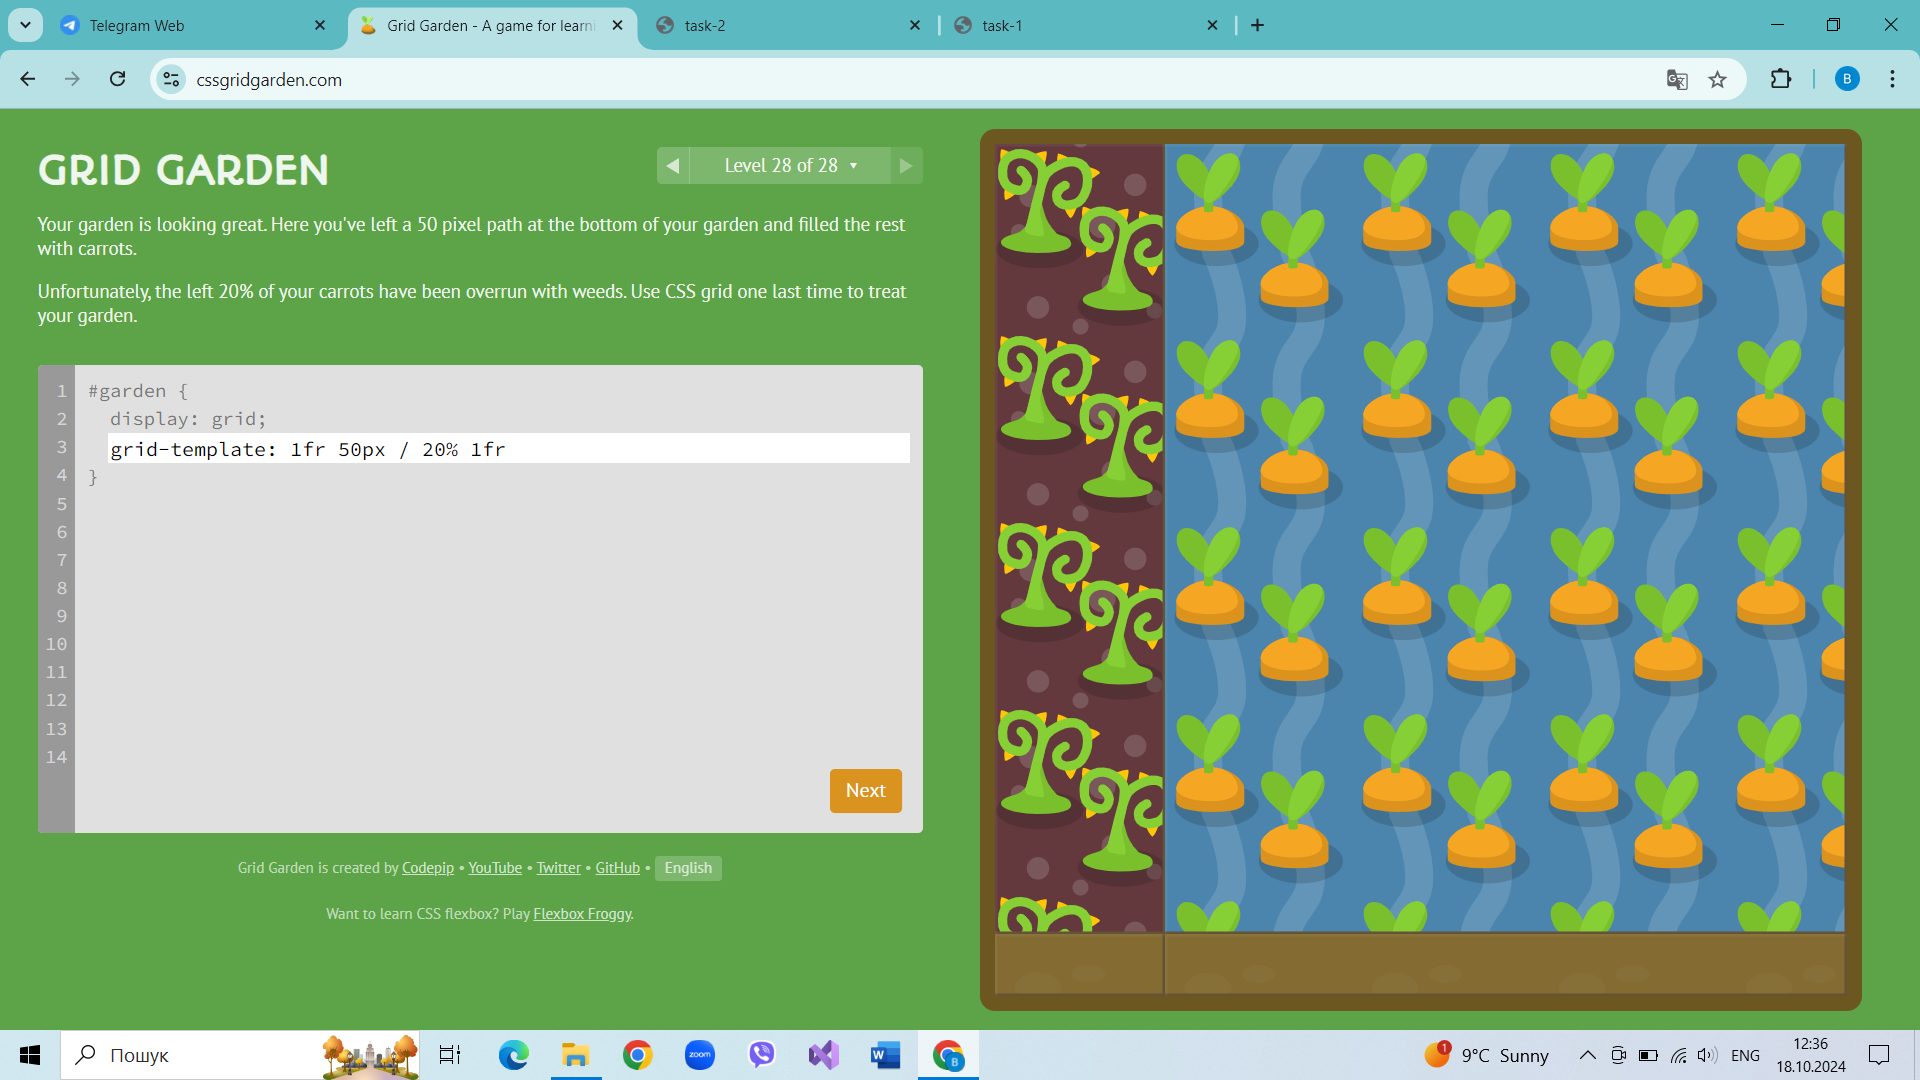 Telegram Web
Grid Garden - A game for learni
task-2
task-1
cssgridgarden.com
B
GRID GARDEN
Level 28 of 28
Your garden is looking great. Here you've left a 50 pixel path at the bottom of your garden and filled the rest
with carrots.
Unfortunately, the left 20% of your carrots have been overrun with weeds. Use CSS grid one last time to treat
your garden.
1 #garden {
2 display: grid;
3 grid-template: 1fr 50px / 20% 1fr
4 }
5
6
7
8
9
10
11
12
13
14
Next
Grid Garden is created by Codepip • YouTube • Twitter • GitHub • English
Want to learn CSS flexbox? Play Flexbox Froggy.
Пошук
zoom
W
B
1
9°C Sunny
ENG
12:36
18.10.2024